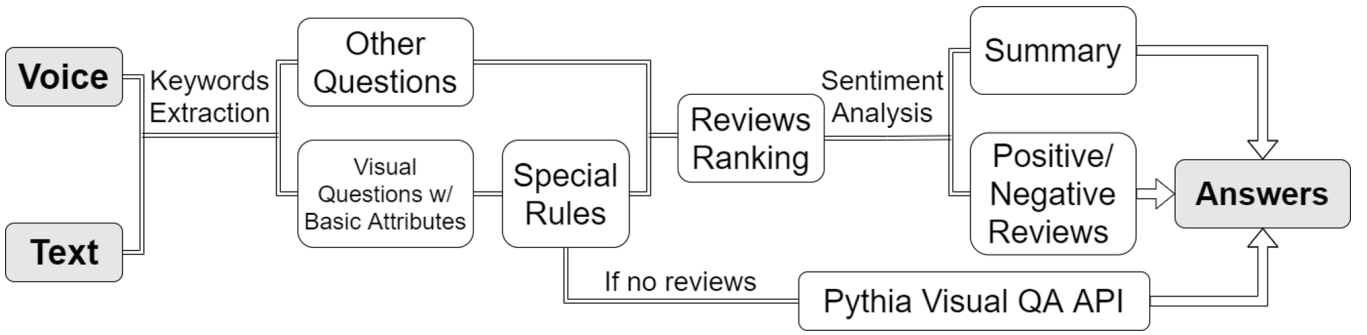 Voice
Text
Keywords
Extraction
Other
Questions
Visual
Questions w/
Basic Attributes
Special
Rules
If no reviews
Reviews
Ranking
Sentiment
Analysis
Summary
Positive/
Negative
Reviews
Pythia Visual QA API
Answers